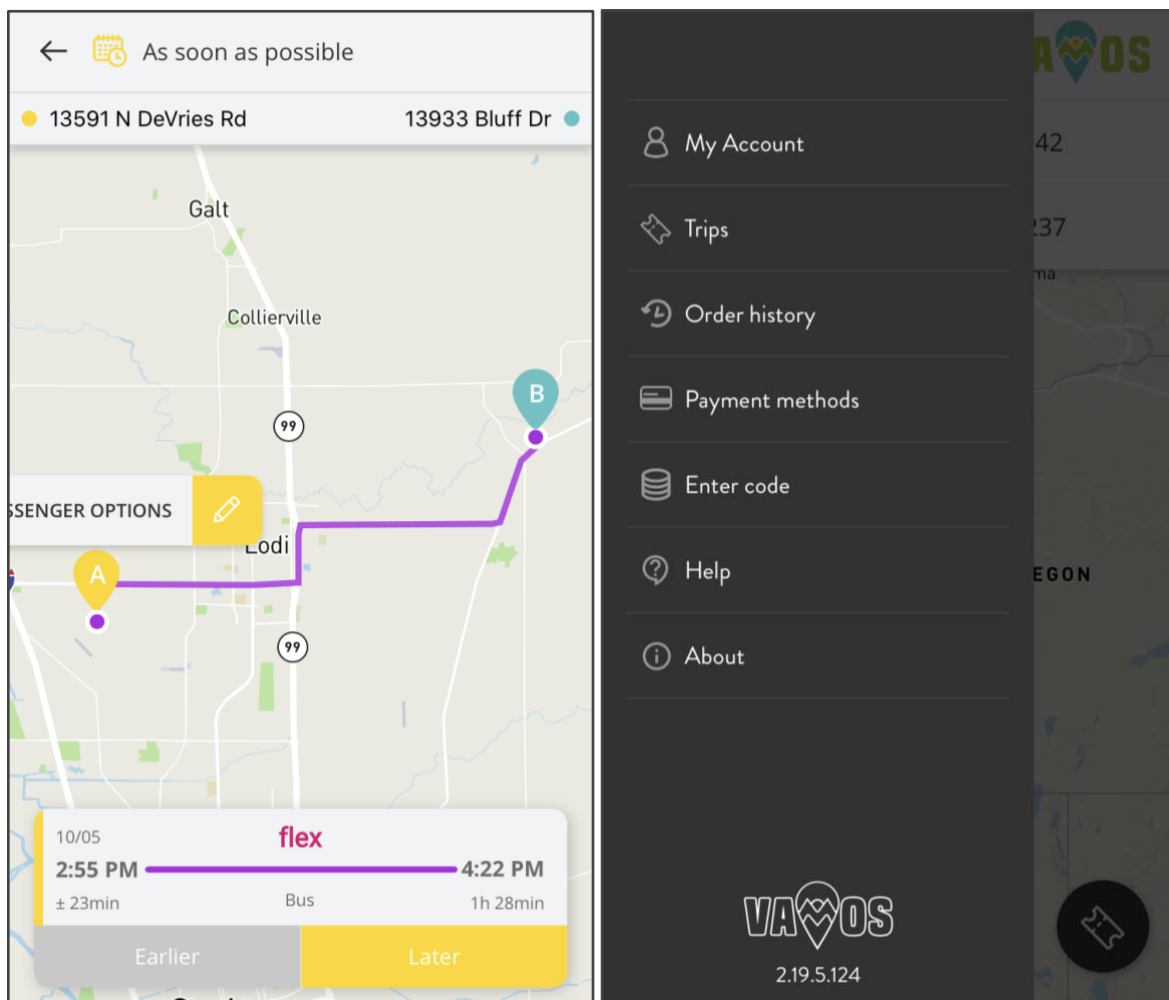 As soon as possible
13591 N DeVries Rd 13933 Bluff Dr
Galt
Collierville
99
B
SSENGER OPTIONS
Lodi
A
99
10/05 flex
2:55 PM 4:22 PM
± 23min Bus 1h 28min
Earlier Later
VAMOS
My Account
42
Trips
237
ma
Order history
Payment methods
Enter code
Help
EGON
About
VAMOS
2.19.5.124